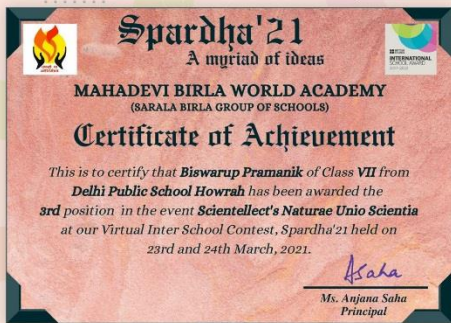 Spardha'21
A myriad of ideas
BRITISH COUNCIL
INTERNATIONAL
SCHOOL AWARD
MAHADEVI BIRLA WORLD ACADEMY
(SARALA BIRLA GROUP OF SCHOOLS)
Certificate of Achievement
This is to certify that Biswarup Pramanik of Class VII from
Delhi Public School Howrah has been awarded the
3rd position in the event Scientellect's Naturae Unio Scientia
at our Virtual Inter School Contest, Spardha'21 held on
23rd and 24th March, 2021.
ASaha
Ms. Anjana Saha
Principal